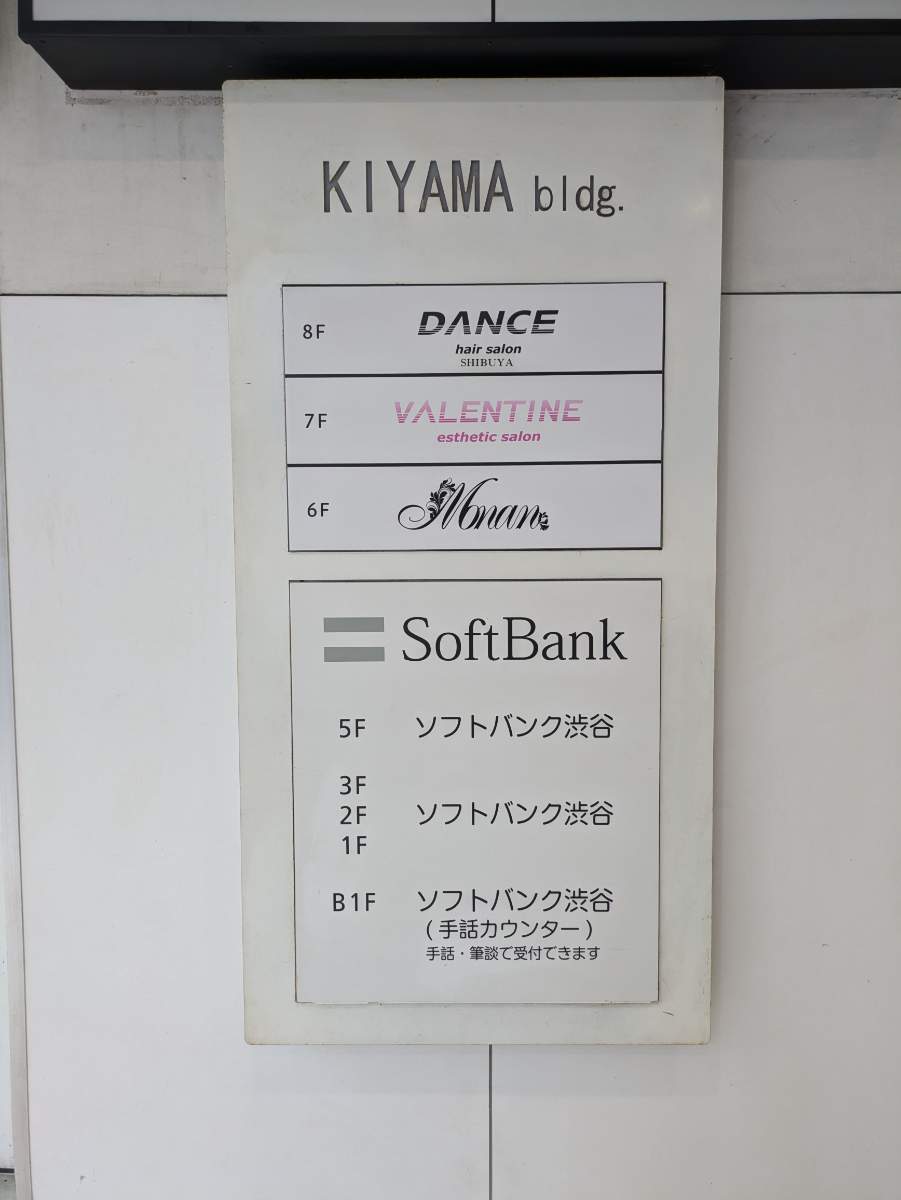 KIYAMA bldg.
8F DANCE
hair salon
SHIBUYA
7F VALENTINE
esthetic salon
6F Mnan
SoftBank
5F ソフトバンク渋谷
3F
2F ソフトバンク渋谷
1F
B1F ソフトバンク渋谷
(手話カウンター)
手話・筆談で受付できます